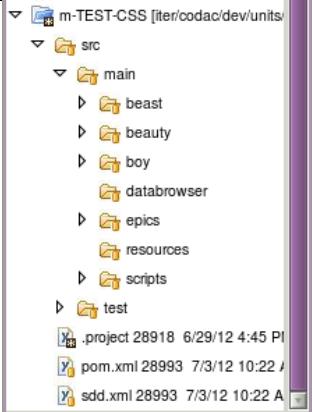 m-TEST-CSS [iter/codac/dev/units/
src
main
beast
beauty
boy
databrowser
epics
resources
scripts
test
.project 28918 6/29/12 4:45 P
pom.xml 28993 7/3/12 10:22 A
sdd.xml 28993 7/3/12 10:22 A